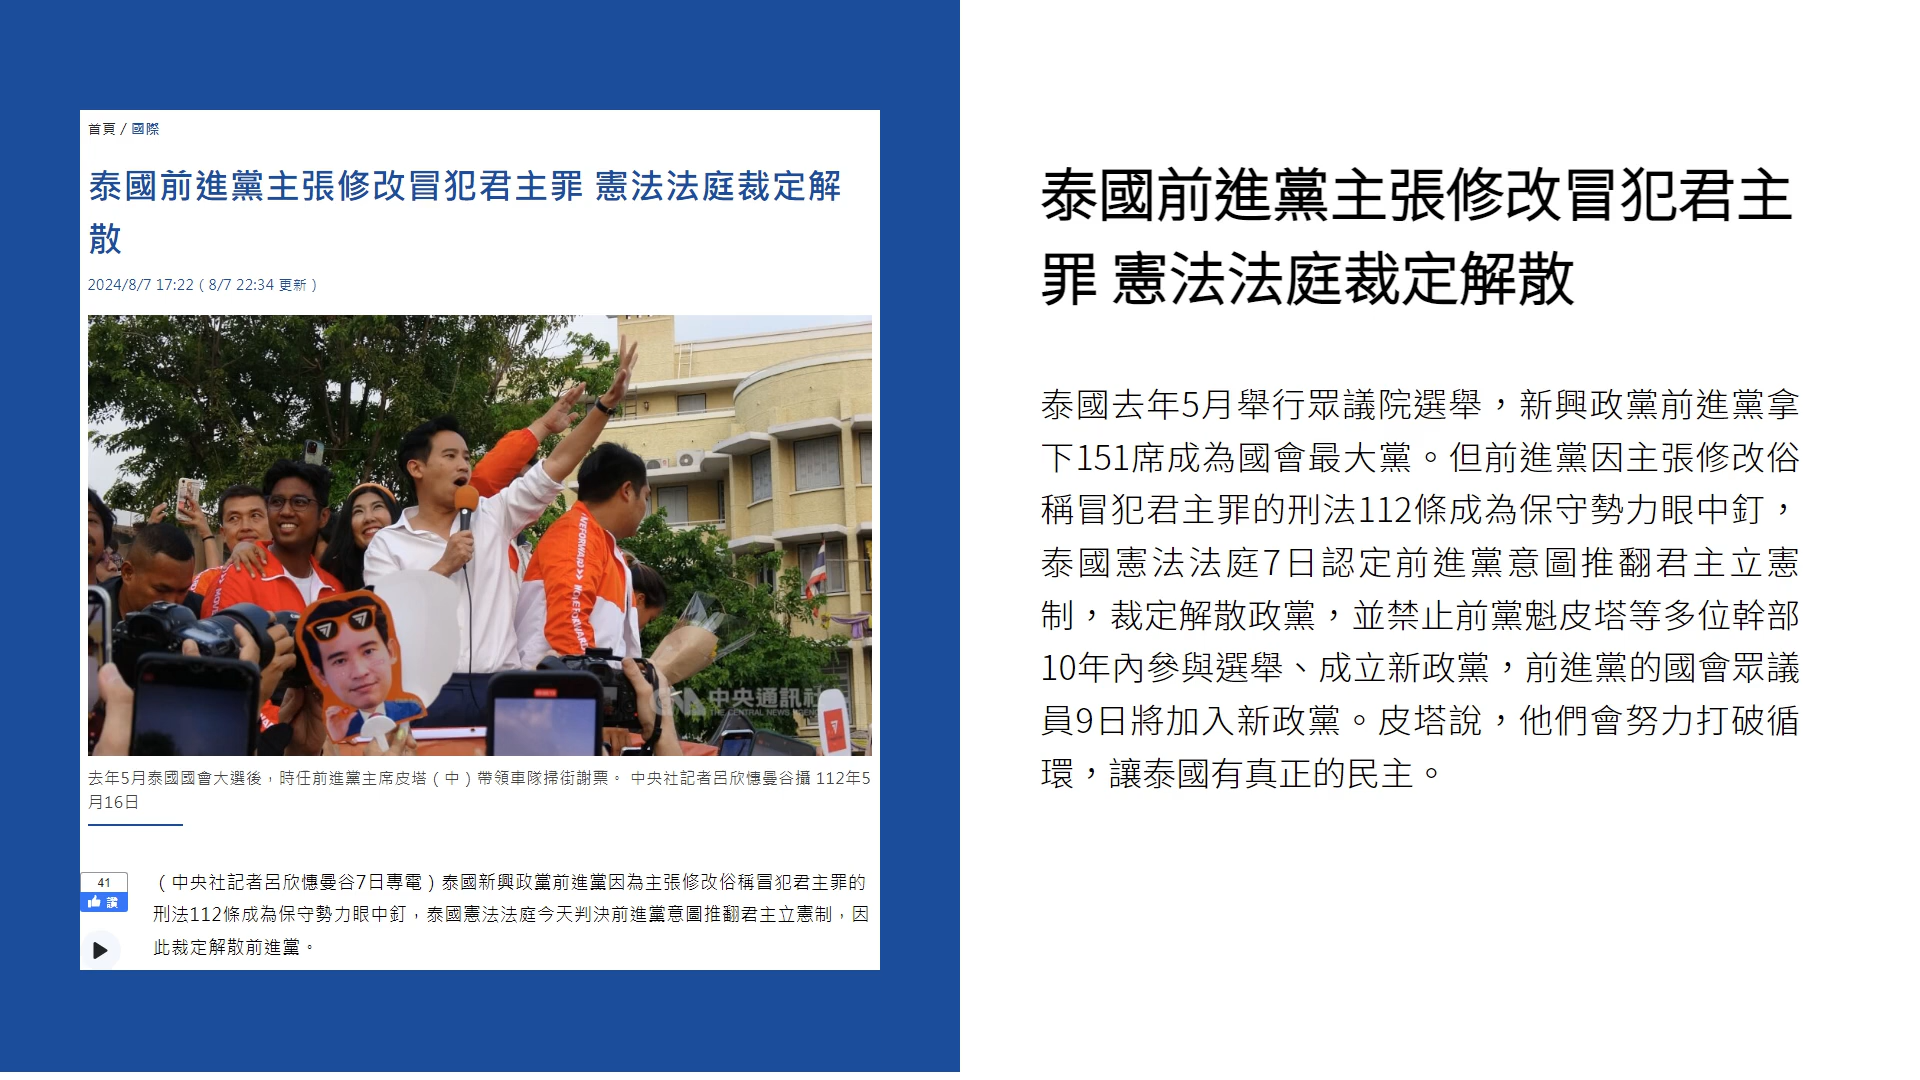 首頁 / 國際
泰國前進黨主張修改冒犯君主罪 憲法法庭裁定解
散
2024/8/7 17:22（8/7 22:34 更新）
MOVEFORWARD
中央通訊社
THE CENTRAL NEWS AGENCY
去年5月泰國國會大選後，時任前進黨主席皮塔（中）帶領車隊掃街謝票。 中央社記者呂欣憓曼谷攝 112年5
月16日
41
讚
（中央社記者呂欣憓曼谷7日專電）泰國新興政黨前進黨因為主張修改俗稱冒犯君主罪的
刑法112條成為保守勢力眼中釘，泰國憲法法庭今天判決前進黨意圖推翻君主立憲制，因
此裁定解散前進黨。
泰國前進黨主張修改冒犯君主
罪 憲法法庭裁定解散
泰國去年5月舉行眾議院選舉，新興政黨前進黨拿
下151席成為國會最大黨。但前進黨因主張修改俗
稱冒犯君主罪的刑法112條成為保守勢力眼中釘，
泰國憲法法庭7日認定前進黨意圖推翻君主立憲
制，裁定解散政黨，並禁止前黨魁皮塔等多位幹部
10年內參與選舉、成立新政黨，前進黨的國會眾議
員9日將加入新政黨。皮塔說，他們會努力打破循
環，讓泰國有真正的民主。